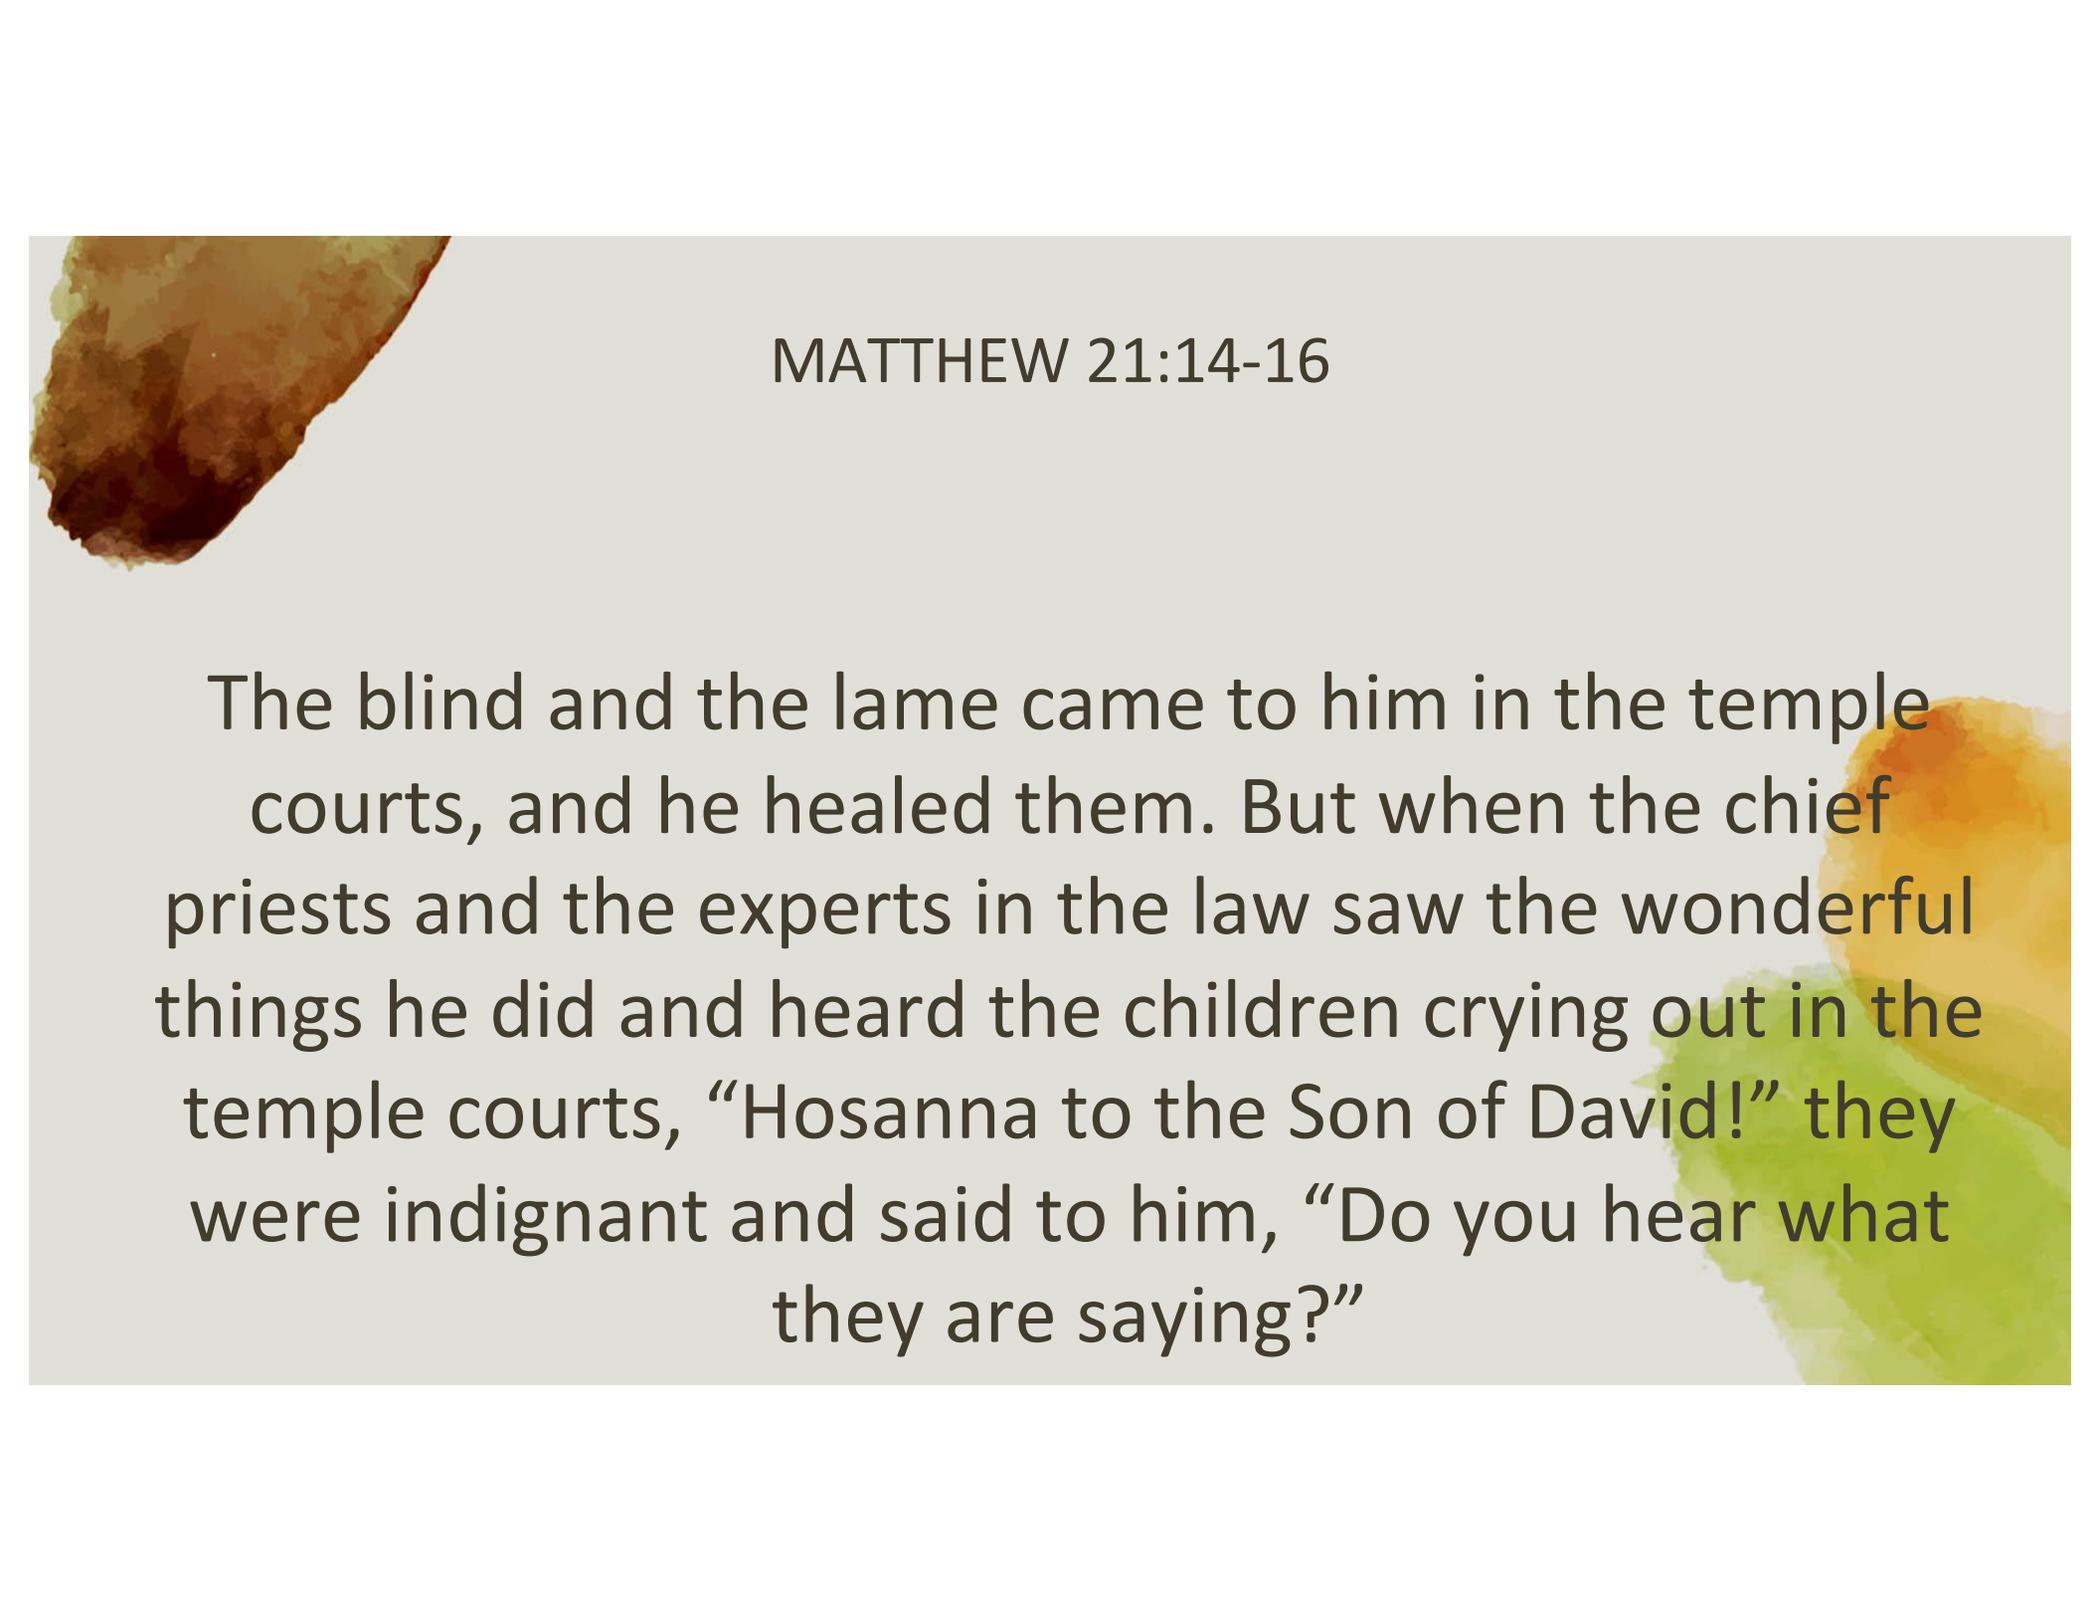 MATTHEW 21:14-16
The blind and the lame came to him in the temple
courts, and he healed them. But when the chief
priests and the experts in the law saw the wonderful
things he did and heard the children crying out in the
temple courts, “Hosanna to the Son of David!” they
were indignant and said to him, “Do you hear what
they are saying?”